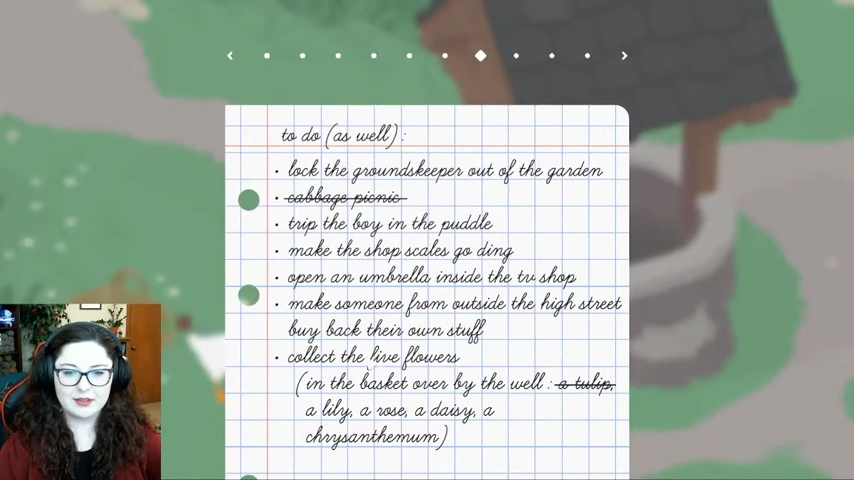 to do (as well):
• lock the groundskeeper out of the garden
• cabbage picnic
• trip the boy in the puddle
• make the shop scales go ding
• open an umbrella inside the tv shop
• make someone from outside the high street
buy back their own stuff
• collect the live flowers
(in the basket over by the well: a tulip,
a lily, a rose, a daisy, a
chrysanthemum)